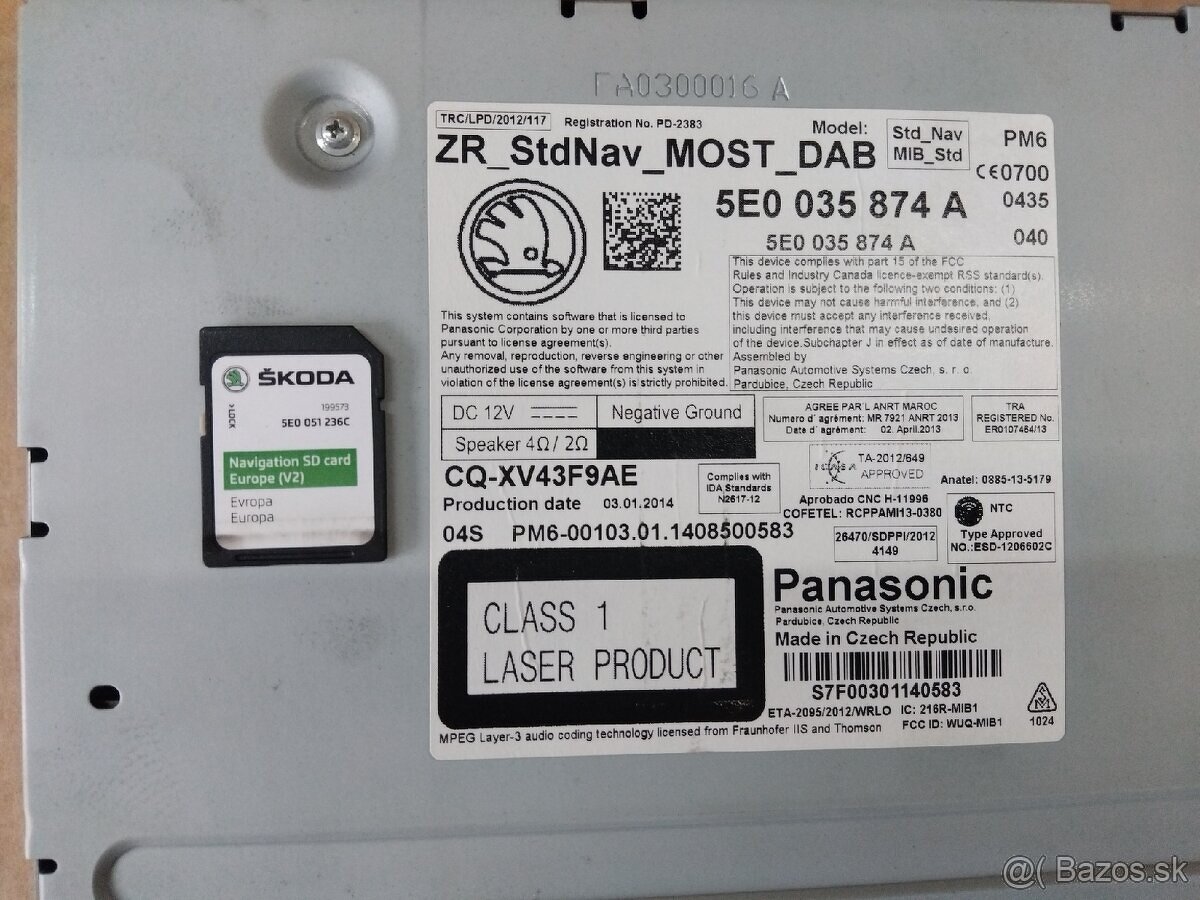 FA0300016 A
TRC/LPD/2012/117
Registration No. PD-2383
ZR_StdNav_MOST_DAB
Model:
Std_Nav
MIB_Std
PM6
CE0700
5E0 035 874 A
0435
5E0 035 874 A
040
This device complies with part 15 of the FCC
Rules and Industry Canada licence-exempt RSS standard(s).
Operation is subject to the following two conditions: (1)
This device may not cause harmful interference, and (2)
this device must accept any interference received,
including interference that may cause undesired operation
of the device.Subchapter J in effect as of date of manufacture.
Assembled by
Panasonic Automotive Systems Czech, s. r. o.
Pardubice, Czech Republic
This system contains software that is licensed to
Panasonic Corporation by one or more third parties
pursuant to license agreement(s).
Any removal, reproduction, reverse engineering or other
unauthorized use of the software from this system in
violation of the license agreement(s) is strictly prohibited.
ŠKODA
199573
5E0 051 236C
>LOCK
Navigation SD card
Europe (V2)
Evropa
Europa
DC 12V
Negative Ground
Speaker 4Ω / 2Ω
AGREE PAR L ANRT MAROC
Numero d' agrément: MR 7921 ANRT 2013
Date d' agrément: 02. April.2013
TRA
REGISTERED No.
ER0107464/13
CQ-XV43F9AE
Production date 03.01.2014
04S PM6-00103.01.1408500583
Complies with
IDA Standards
N2617-12
TA-2012/649
APPROVED
Anatel: 0885-13-5179
Aprobado CNC H-11996
COFETEL: RCPPAMI13-0380
26470/SDPPI/2012
4149
NTC
Type Approved
NO.:ESD-1206602C
CLASS 1
LASER PRODUCT
Panasonic
Panasonic Automotive Systems Czech, s.r.o.
Pardubice, Czech Republic
Made in Czech Republic
S7F00301140583
ETA-2095/2012/WRLO IC: 216R-MIB1
FCC ID: WUQ-MIB1
1024
MPEG Layer-3 audio coding technology licensed from Fraunhofer IIS and Thomson
@( Bazos.sk